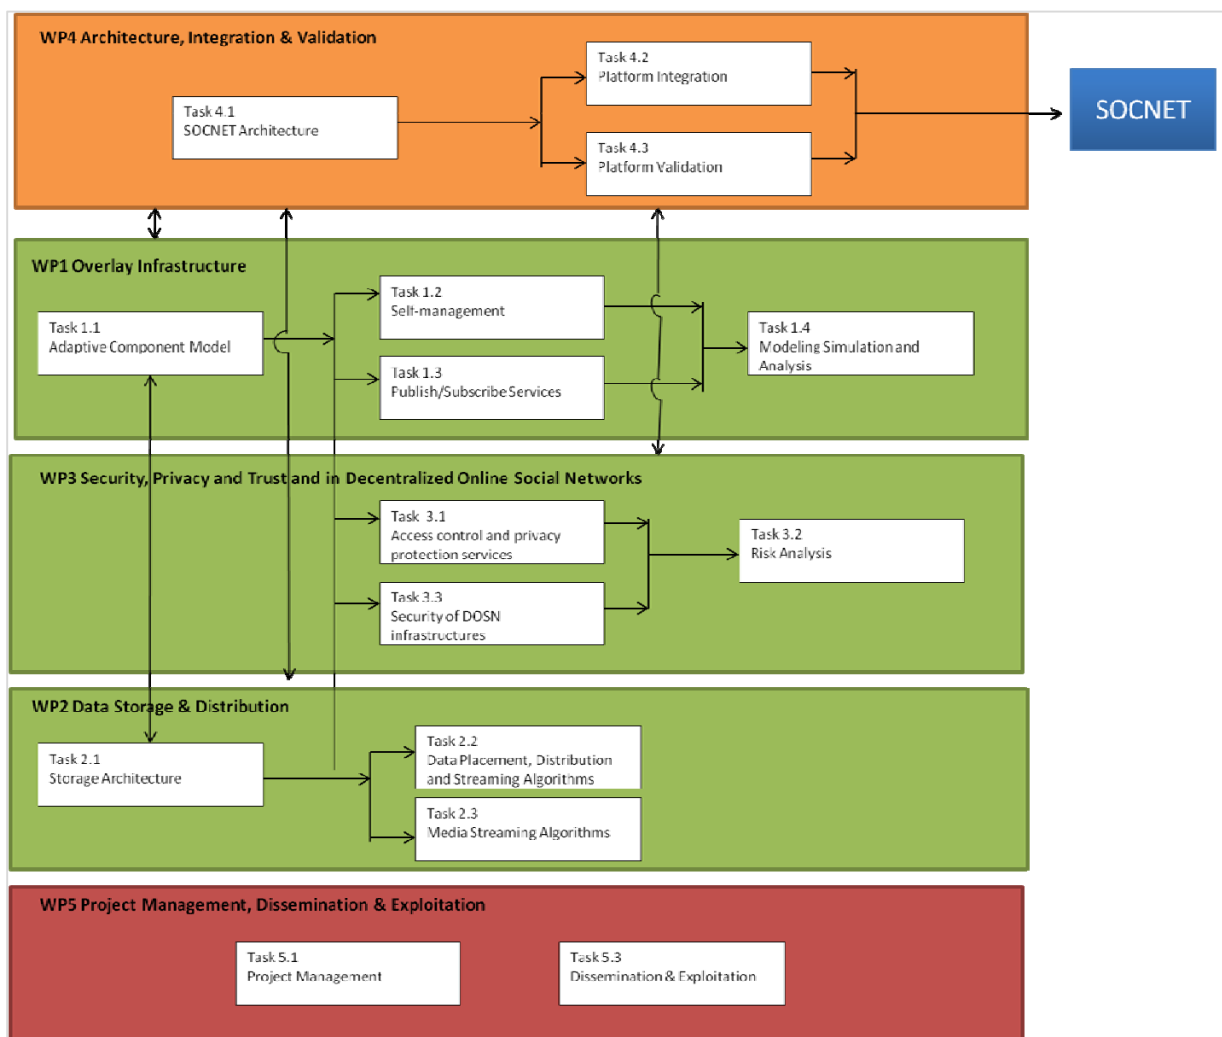 WP4 Architecture, Integration & Validation
Task 4.2
Platform Integration
Task 4.1
SOCNET Architecture
Task 4.3
Platform Validation
SOCNET
WP1 Overlay Infrastructure
Task 1.2
Self-management
Task 1.1
Adaptive Component Model
Task 1.4
Modeling Simulation and
Analysis
Task 1.3
Publish/Subscribe Services
WP3 Security, Privacy and Trust and in Decentralized Online Social Networks
Task 3.1
Access control and privacy
protection services
Task 3.2
Risk Analysis
Task 3.3
Security of DOSN
infrastructures
WP2 Data Storage & Distribution
Task 2.1
Storage Architecture
Task 2.2
Data Placement, Distribution
and Streaming Algorithms
Task 2.3
Media Streaming Algorithms
WP5 Project Management, Dissemination & Exploitation
Task 5.1
Project Management
Task 5.3
Dissemination & Exploitation